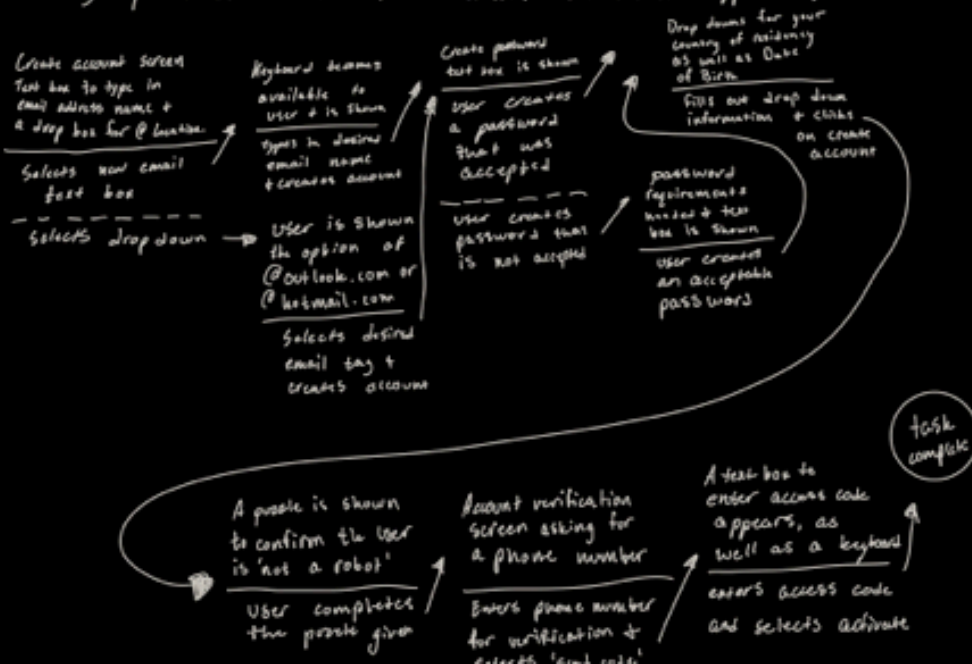 Create account screen
Text box to type in
email address name +
a drop box for @ location
Selects new email
text box
Selects dropdown
Keyboard becomes
available to
user + is shown
types in desired
email name
+ creates account
user is shown
the option of
@outlook.com or
@hotmail.com
Selects desired
email tag +
creates account
Create password
text box is shown
user creates
a password
that was
accepted
user creates
password that
is not accepted
password
requirements
needed + text
box is shown
user creates
an acceptable
password
Drop downs for your
country of residency
as well as Date
of Birth
fills out drop down
information + clicks
on create
account
A puzzle is shown
to confirm the user
is 'not a robot'
User completes
the puzzle given
Account verification
screen asking for
a phone number
Enters phone number
for verification +
selects 'send code'
A text box to
enter access code
appears, as
well as a keyboard
enters access code
and selects activate
task
complete